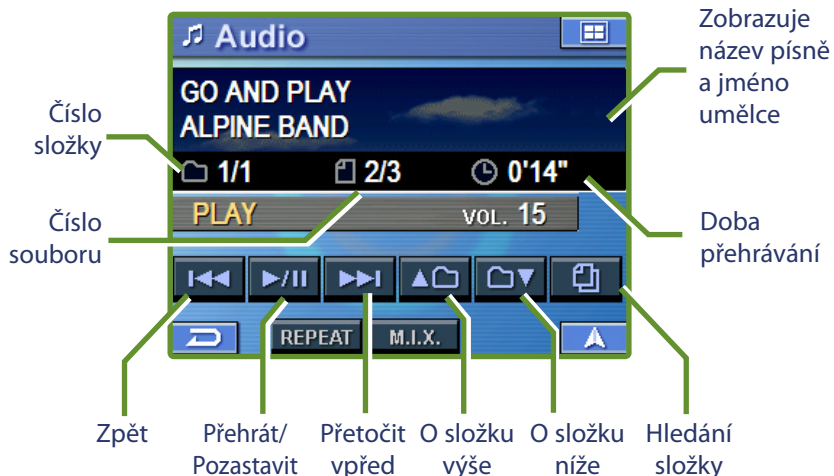 Audio
Zobrazuje
název písně
a jméno
umělce
GO AND PLAY
ALPINE BAND
Číslo
složky
1/1 2/3 0'14"
PLAY VOL. 15
Číslo
souboru
Doba
přehrávání
REPEAT M.I.X.
Zpět
Přehrát/
Pozastavit
Přetočit
vpřed
O složku
výše
O složku
níže
Hledání
složky